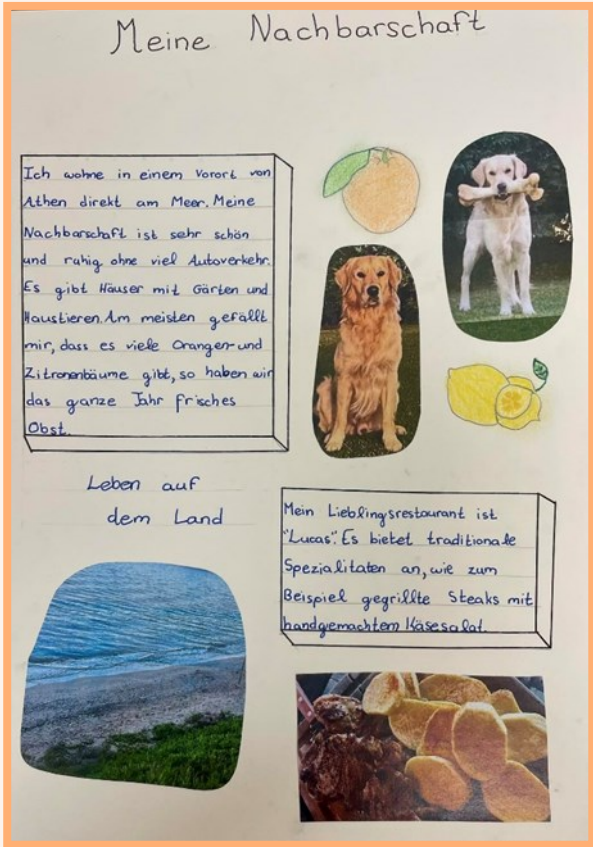 Meine Nachbarschaft
Ich wohne in einem Vorort von
Athen direkt am Meer. Meine
Nachbarschaft ist sehr schön
und ruhig ohne viel Autoverkehr.
Es gibt Häuser mit Gärten und
Haustieren. Am meisten gefällt
mir, dass es viele Orangen-und
Zitronenbäume gibt, so haben wir
das ganze Jahr frisches
Obst.
Leben auf
dem Land
Mein Lieblingsrestaurant ist
"Lucas". Es bietet traditionale
Spezialitaten an, wie zum
Beispiel gegrillte Steaks mit
handgemachtem Käsesalat.